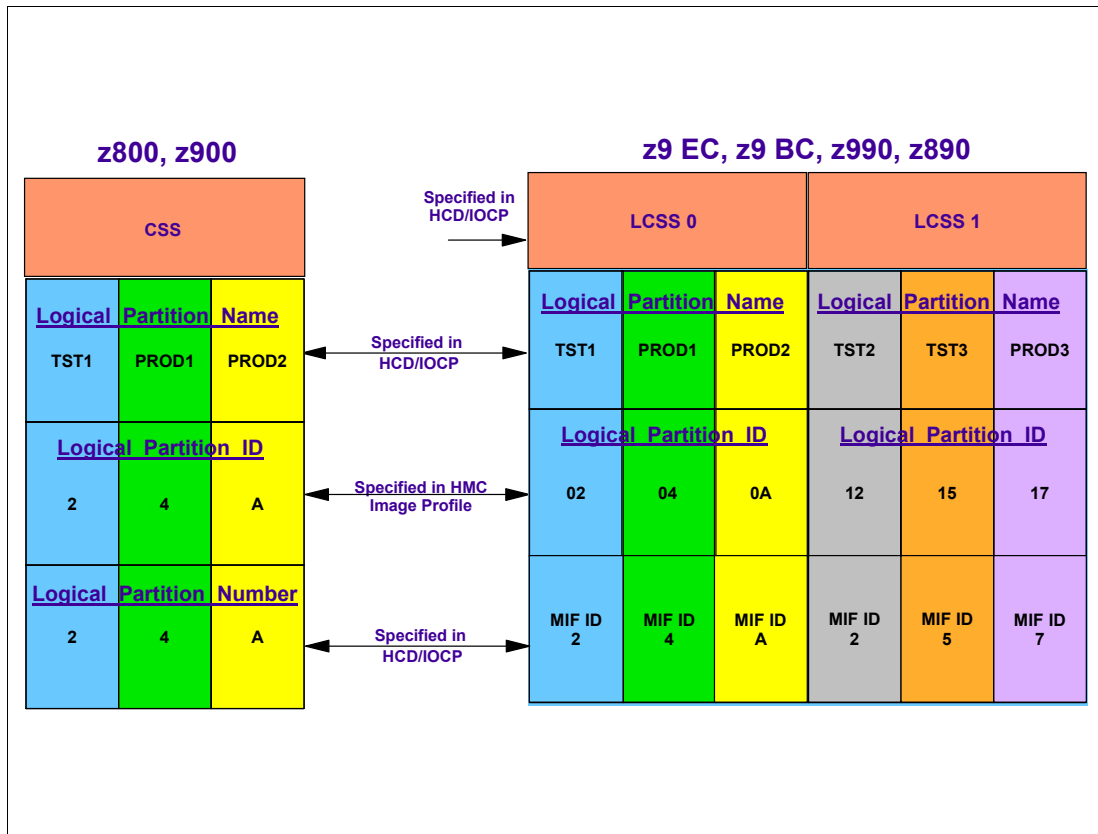 z800, z900
z9 EC, z9 BC, z990, z890
CSS
Specified in
HCD/IOCP
LCSS 0
LCSS 1
Logical Partition Name
TST1 PROD1 PROD2
Specified in
HCD/IOCP
Logical Partition Name
TST1 PROD1 PROD2
Logical Partition Name
TST2 TST3 PROD3
Logical Partition ID
2 4 A
Specified in HMC
Image Profile
Logical Partition ID
02 04 0A
Logical Partition ID
12 15 17
Logical Partition Number
2 4 A
Specified in
HCD/IOCP
MIF ID MIF ID MIF ID MIF ID MIF ID MIF ID
2 4 A 2 5 7